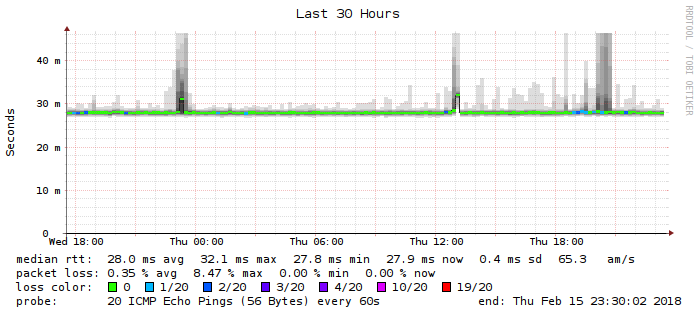 Last 30 Hours
RRDTOOL / TOBI OETIKER
Seconds
40 m
30 m
20 m
10 m
0
Wed 18:00 Thu 00:00 Thu 06:00 Thu 12:00 Thu 18:00
median rtt: 28.0 ms avg 32.1 ms max 27.8 ms min 27.9 ms now 0.4 ms sd 65.3 am/s
packet loss: 0.35 % avg 8.47 % max 0.00 % min 0.00 % now
loss color: 0 1/20 2/20 3/20 4/20 10/20 19/20
probe: 20 ICMP Echo Pings (56 Bytes) every 60s end: Thu Feb 15 23:30:02 2018